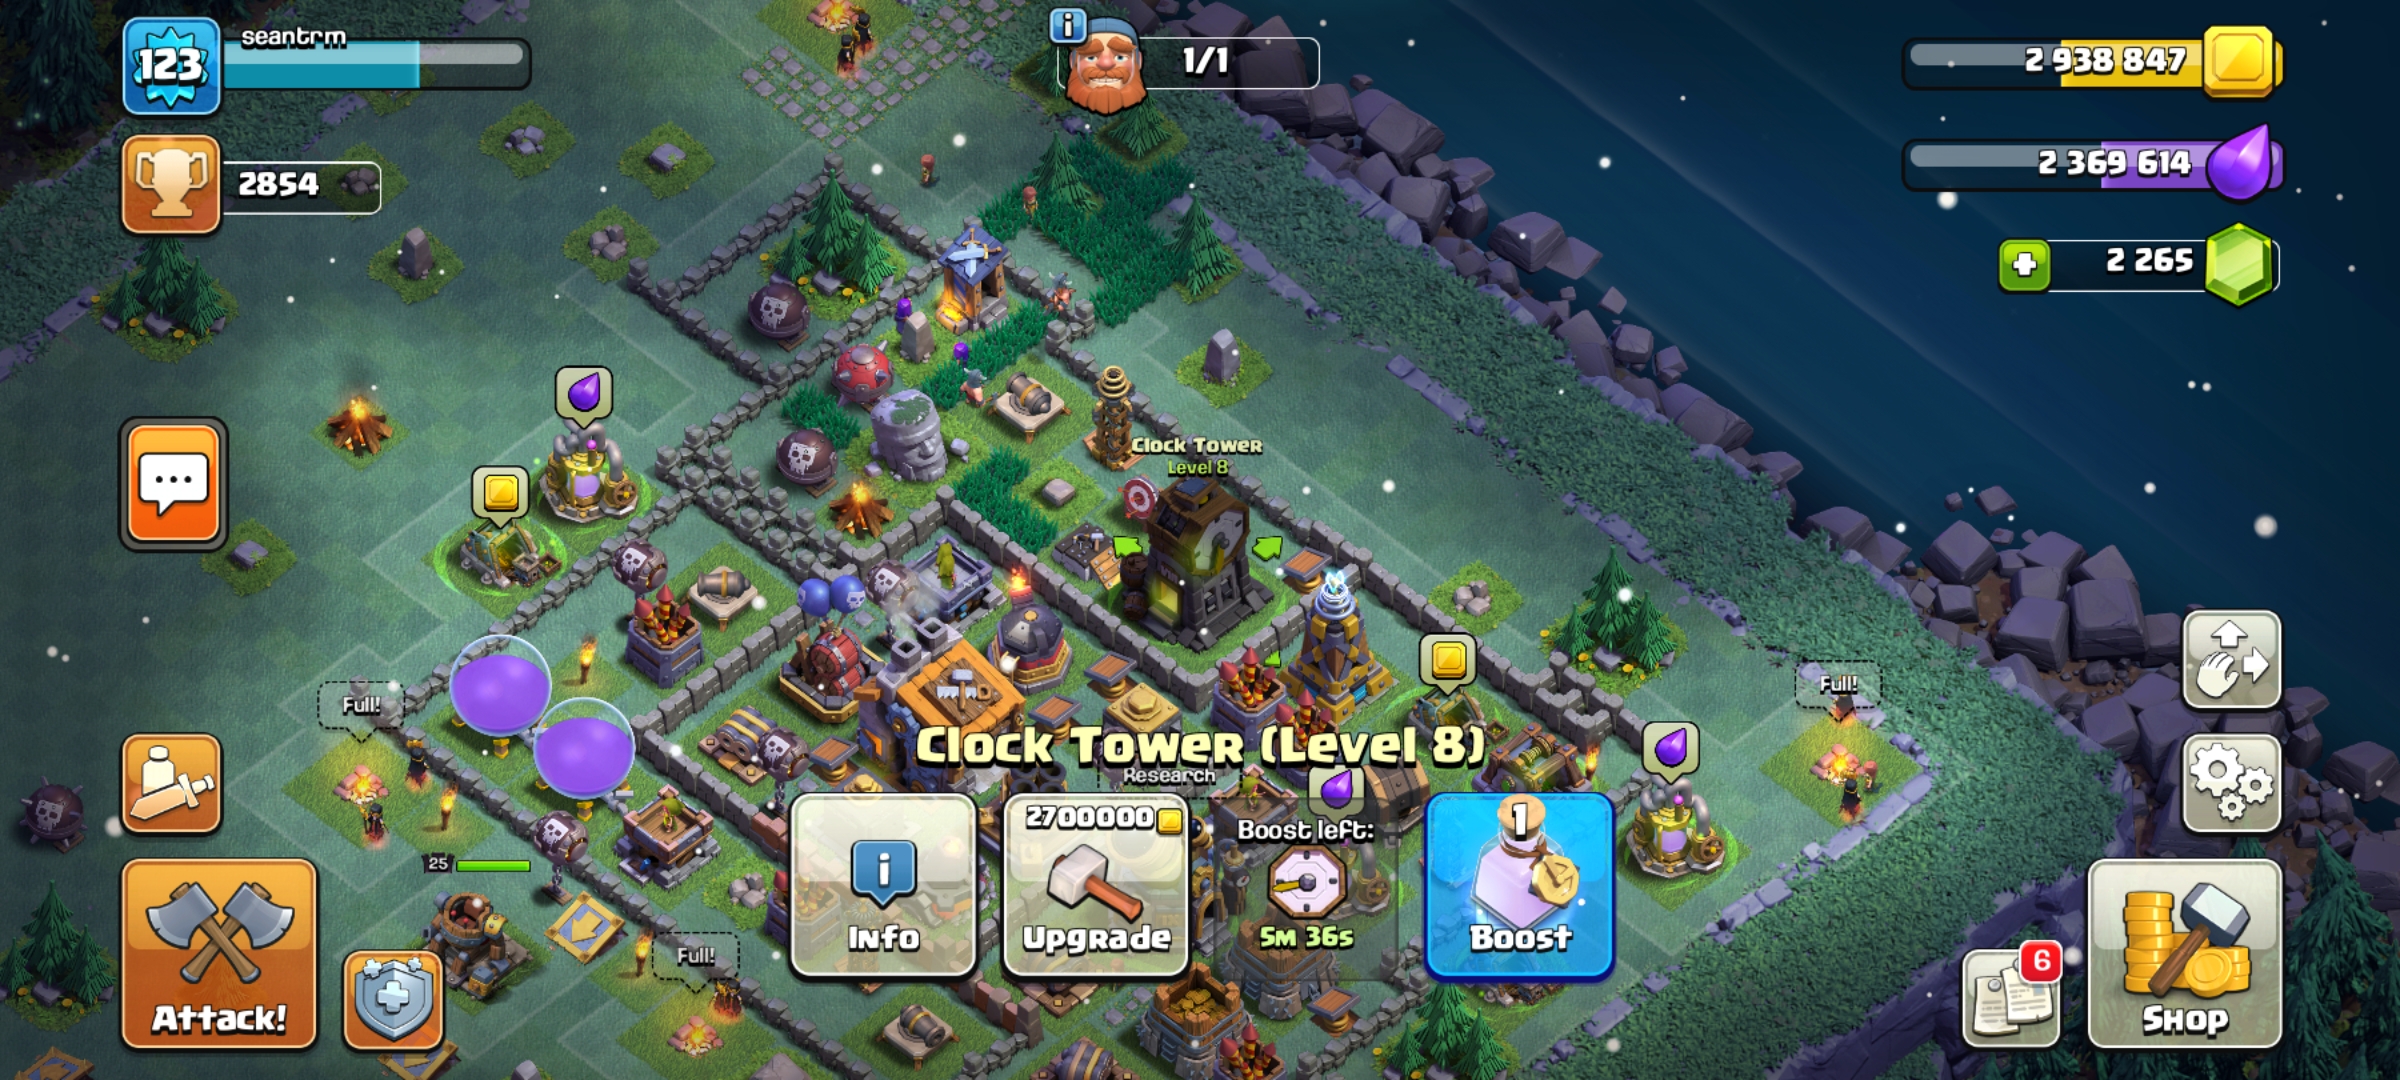 123
seantrm
1/1
2 938 847
2854
2 369 614
2 265
Clock Tower
Level 8
Full!
Full!
Clock Tower (Level 8)
Research
2700000
Boost left:
1
25
Info
Upgrade
5m 36s
Boost
Full!
6
Attack!
Shop